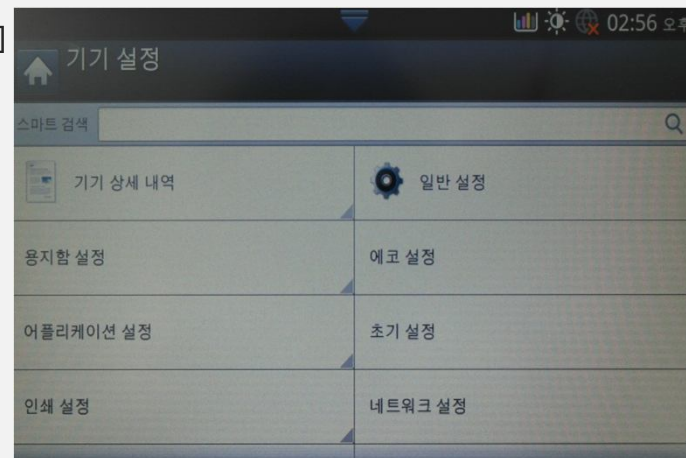 ]
02:56 오후
기기 설정
스마트 검색
기기 상세 내역
일반 설정
용지함 설정
에코 설정
어플리케이션 설정
초기 설정
인쇄 설정
네트워크 설정